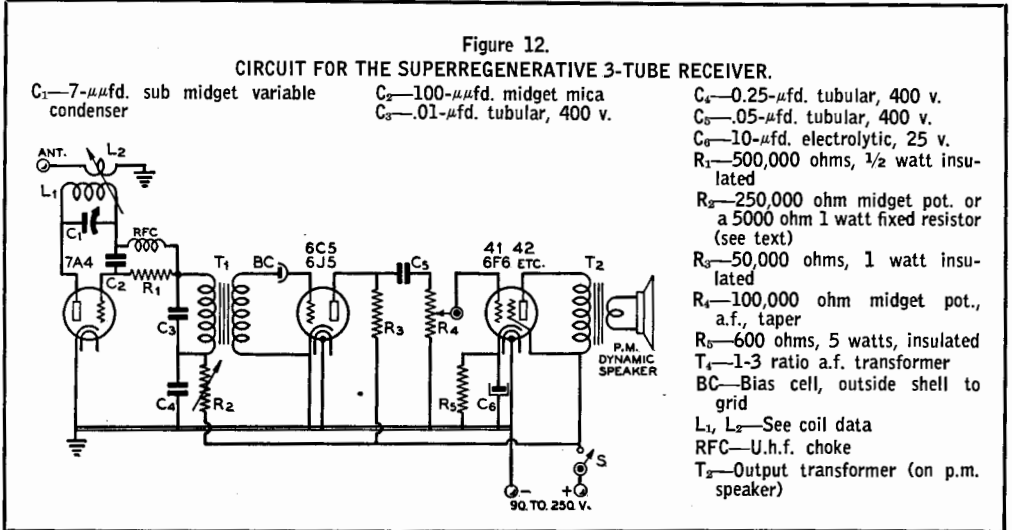 Figure 12.
CIRCUIT FOR THE SUPERREGENERATIVE 3-TUBE RECEIVER.
C₁—7-μμfd. sub midget variable
condenser
C₂—100-μμfd. midget mica
C₃—.01-μfd. tubular, 400 v.
C₄—0.25-μfd. tubular, 400 v.
C₅—.05-μfd. tubular, 400 v.
C₆—10-μfd. electrolytic, 25 v.
R₁—500,000 ohms, ½ watt insu-
lated
R₂—250,000 ohm midget pot. or
a 5000 ohm 1 watt fixed resistor
(see text)
R₃—50,000 ohms, 1 watt insu-
lated
R₄—100,000 ohm midget pot.,
a.f., taper
R₅—600 ohms, 5 watts, insulated
T₁—1-3 ratio a.f. transformer
BC—Bias cell, outside shell to
grid
L₁, L₂—See coil data
RFC—U.h.f. choke
T₂—Output transformer (on p.m.
speaker)
ANT.
L₂
L₁
C₁
RFC
7A4
C₂
R₁
T₁
BC
6C5
6J5
C₅
41 42
6F6 ETC.
T₂
C₃
R₃
R₄
P.M.
DYNAMIC
SPEAKER
C₄
R₂
R₅
C₆
S
- +
90 TO 250 V.